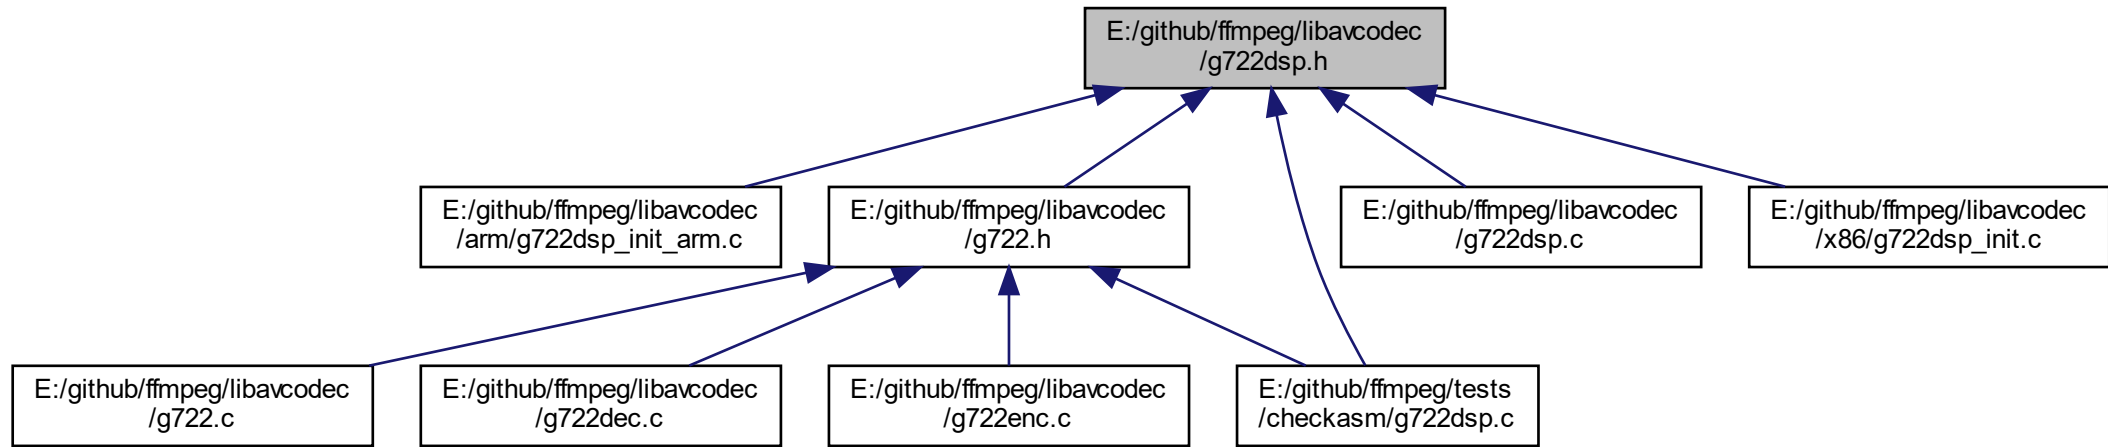 E:/github/ffmpeg/libavcodec
/g722dsp.h
E:/github/ffmpeg/libavcodec
/arm/g722dsp_init_arm.c
E:/github/ffmpeg/libavcodec
/g722.h
E:/github/ffmpeg/libavcodec
/g722dsp.c
E:/github/ffmpeg/libavcodec
/x86/g722dsp_init.c
E:/github/ffmpeg/libavcodec
/g722.c
E:/github/ffmpeg/libavcodec
/g722dec.c
E:/github/ffmpeg/libavcodec
/g722enc.c
E:/github/ffmpeg/tests
/checkasm/g722dsp.c